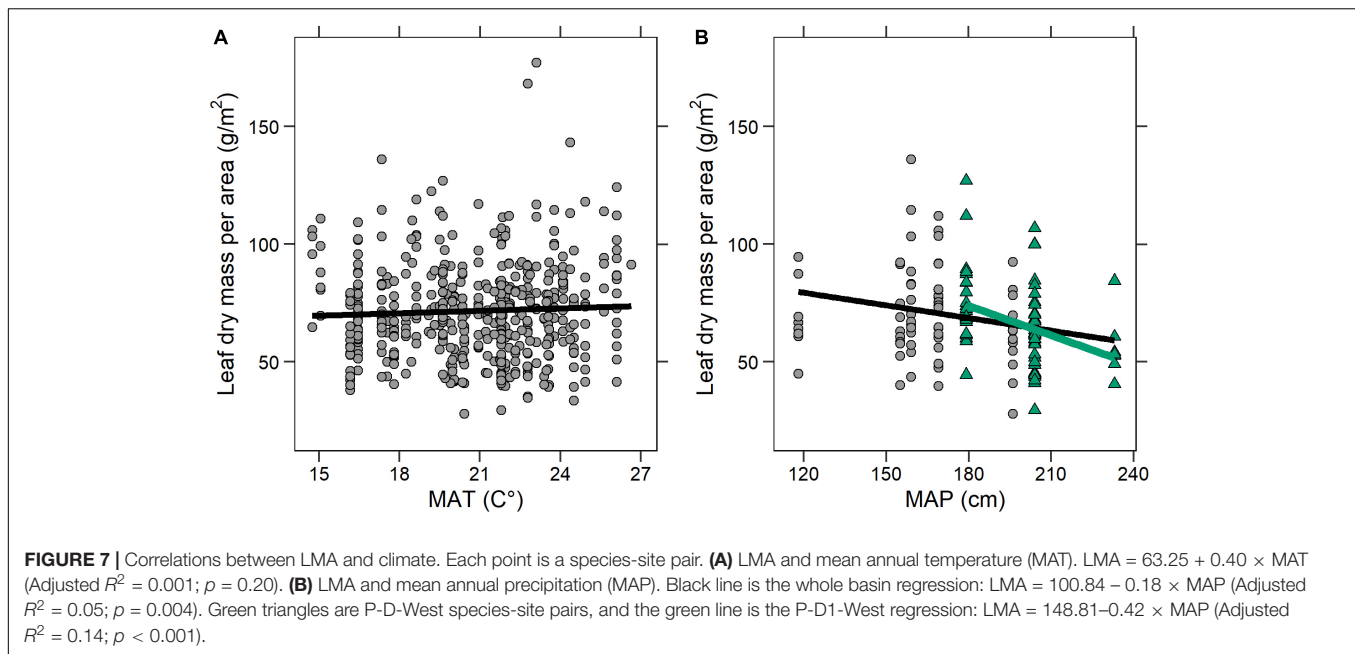 A
B
Leaf dry mass per area (g/m²)
150
100
50
15 18 21 24 27
MAT (C°)
Leaf dry mass per area (g/m²)
150
100
50
120 150 180 210 240
MAP (cm)
FIGURE 7 | Correlations between LMA and climate. Each point is a species-site pair. (A) LMA and mean annual temperature (MAT). LMA = 63.25 + 0.40 × MAT
(Adjusted R² = 0.001; p = 0.20). (B) LMA and mean annual precipitation (MAP). Black line is the whole basin regression: LMA = 100.84 – 0.18 × MAP (Adjusted
R² = 0.05; p = 0.004). Green triangles are P-D-West species-site pairs, and the green line is the P-D1-West regression: LMA = 148.81–0.42 × MAP (Adjusted
R² = 0.14; p < 0.001).